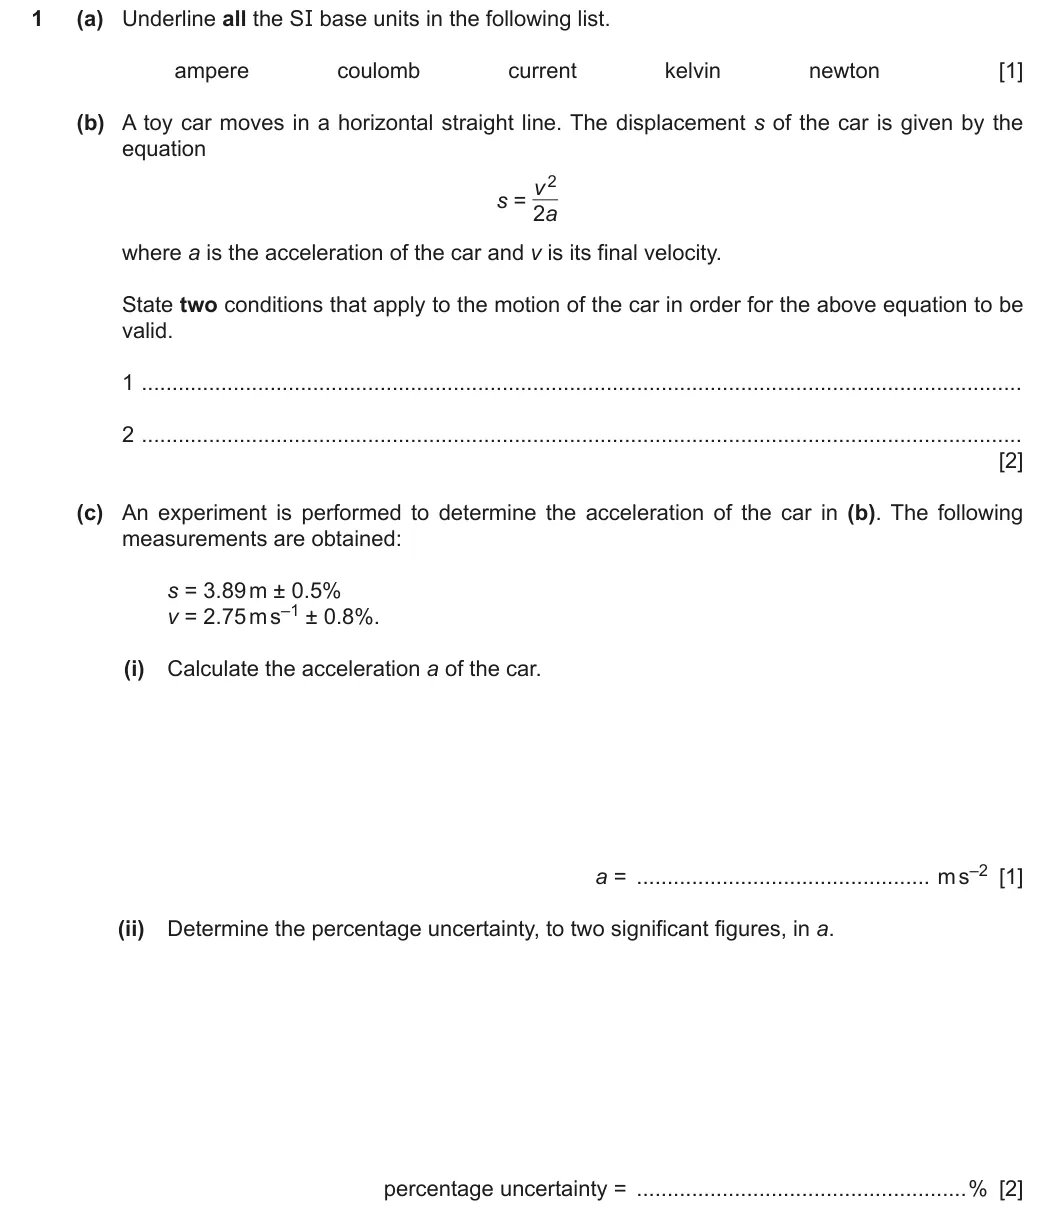 1 (a) Underline all the SI base units in the following list.
ampere coulomb current kelvin newton [1]
(b) A toy car moves in a horizontal straight line. The displacement s of the car is given by the
equation
s = v²/2a
where a is the acceleration of the car and v is its final velocity.
State two conditions that apply to the motion of the car in order for the above equation to be
valid.
1 ................................................................................................................................................
2 ................................................................................................................................................
[2]
(c) An experiment is performed to determine the acceleration of the car in (b). The following
measurements are obtained:
s = 3.89 m ± 0.5%
v = 2.75 m s⁻¹ ± 0.8%.
(i) Calculate the acceleration a of the car.
a = ................................................ m s⁻² [1]
(ii) Determine the percentage uncertainty, to two significant figures, in a.
percentage uncertainty = ...................................................... % [2]